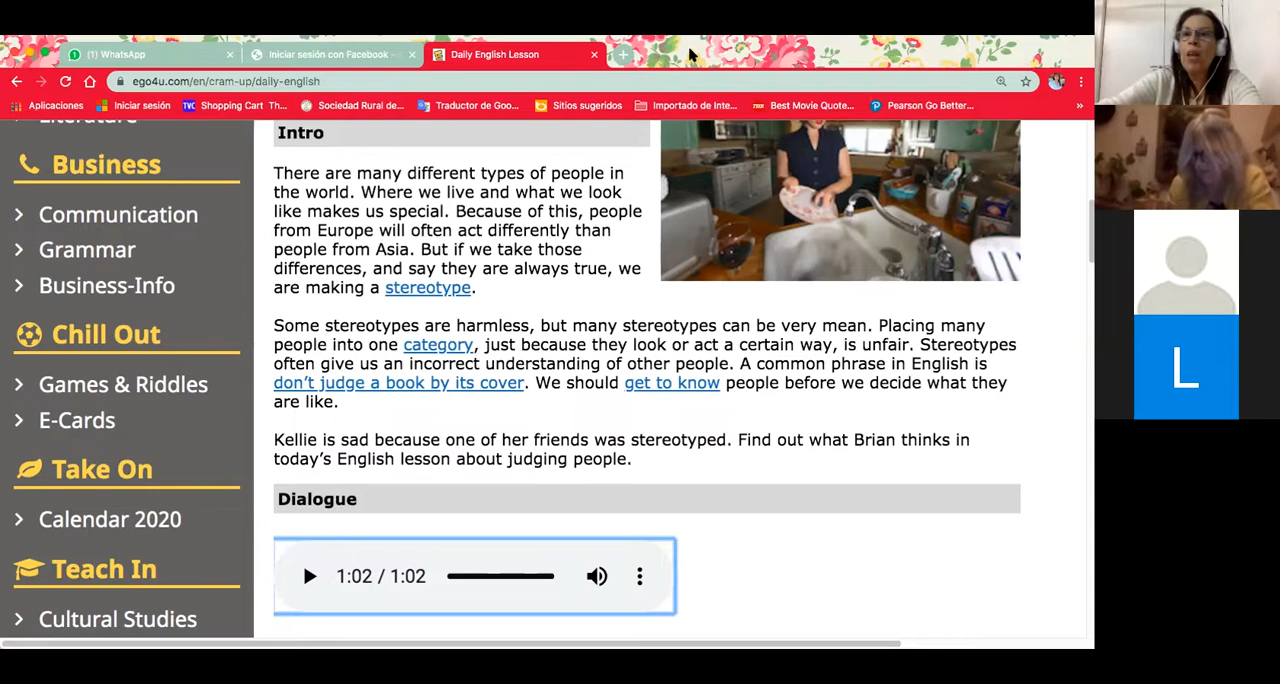 (1) WhatsApp
Iniciar sesión con Facebook -
Daily English Lesson
ego4u.com/en/cram-up/daily-english
Aplicaciones
Iniciar sesión
Shopping Cart Th...
Sociedad Rural de...
Traductor de Goo...
Sitios sugeridos
Importado de Inte...
Best Movie Quote...
Pearson Go Better...
»
Literature
Business
Communication
Grammar
Business-Info
Chill Out
Games & Riddles
E-Cards
Take On
Calendar 2020
Teach In
Cultural Studies
Intro
There are many different types of people in
the world. Where we live and what we look
like makes us special. Because of this, people
from Europe will often act differently than
people from Asia. But if we take those
differences, and say they are always true, we
are making a stereotype.
Some stereotypes are harmless, but many stereotypes can be very mean. Placing many
people into one category, just because they look or act a certain way, is unfair. Stereotypes
often give us an incorrect understanding of other people. A common phrase in English is
don't judge a book by its cover. We should get to know people before we decide what they
are like.
Kellie is sad because one of her friends was stereotyped. Find out what Brian thinks in
today's English lesson about judging people.
Dialogue
1:02 / 1:02
L